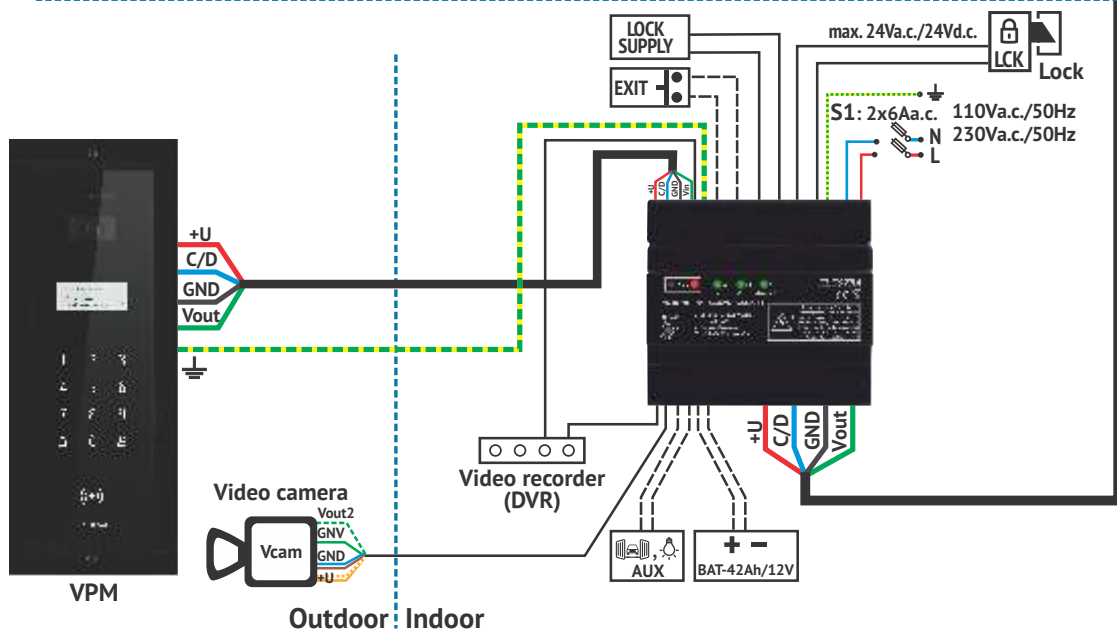 LOCK
SUPPLY
EXIT
max. 24Va.c./24Vd.c.
LCK
Lock
S1: 2x6Aa.c.
110Va.c./50Hz
230Va.c./50Hz
N
L
+U
C/D
GND
Vin
+U
C/D
GND
Vout
VPM
+U
C/D
GND
Vout
Video recorder
(DVR)
Video camera
Vcam
Vout2
GNV
GND
+U
AUX
+ -
BAT-42Ah/12V
Outdoor
Indoor